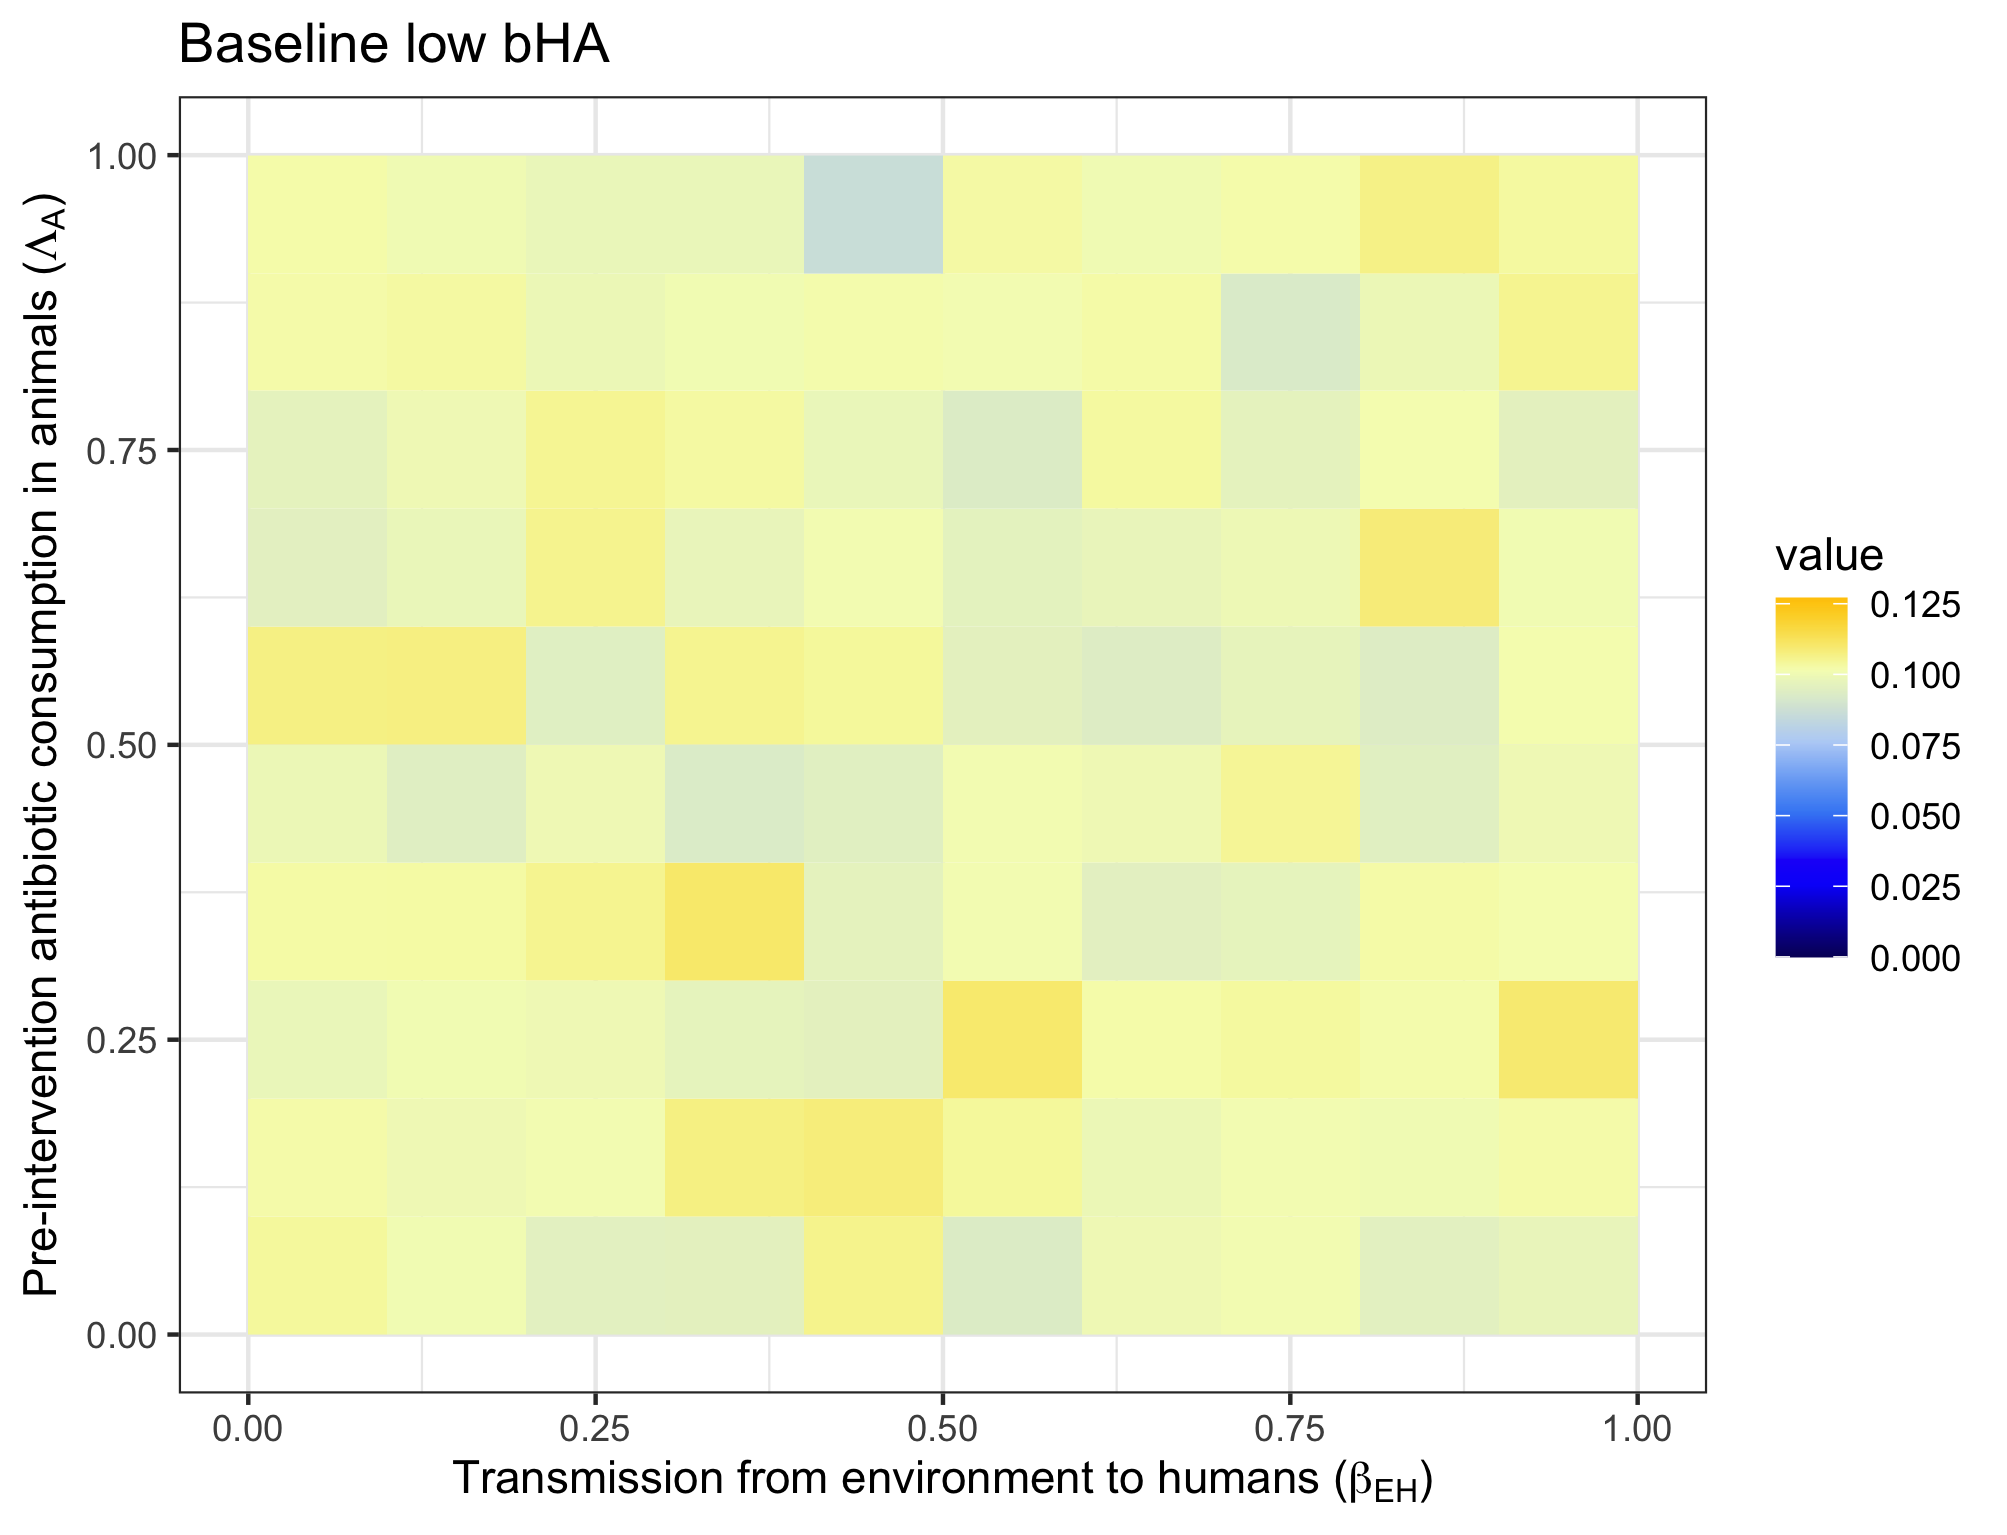 Baseline low bHA
Pre-intervention antibiotic consumption in animals (Λ_A)
1.00
0.75
0.50
0.25
0.00
0.00 0.25 0.50 0.75 1.00
Transmission from environment to humans (β_EH)
value
0.125
0.100
0.075
0.050
0.025
0.000